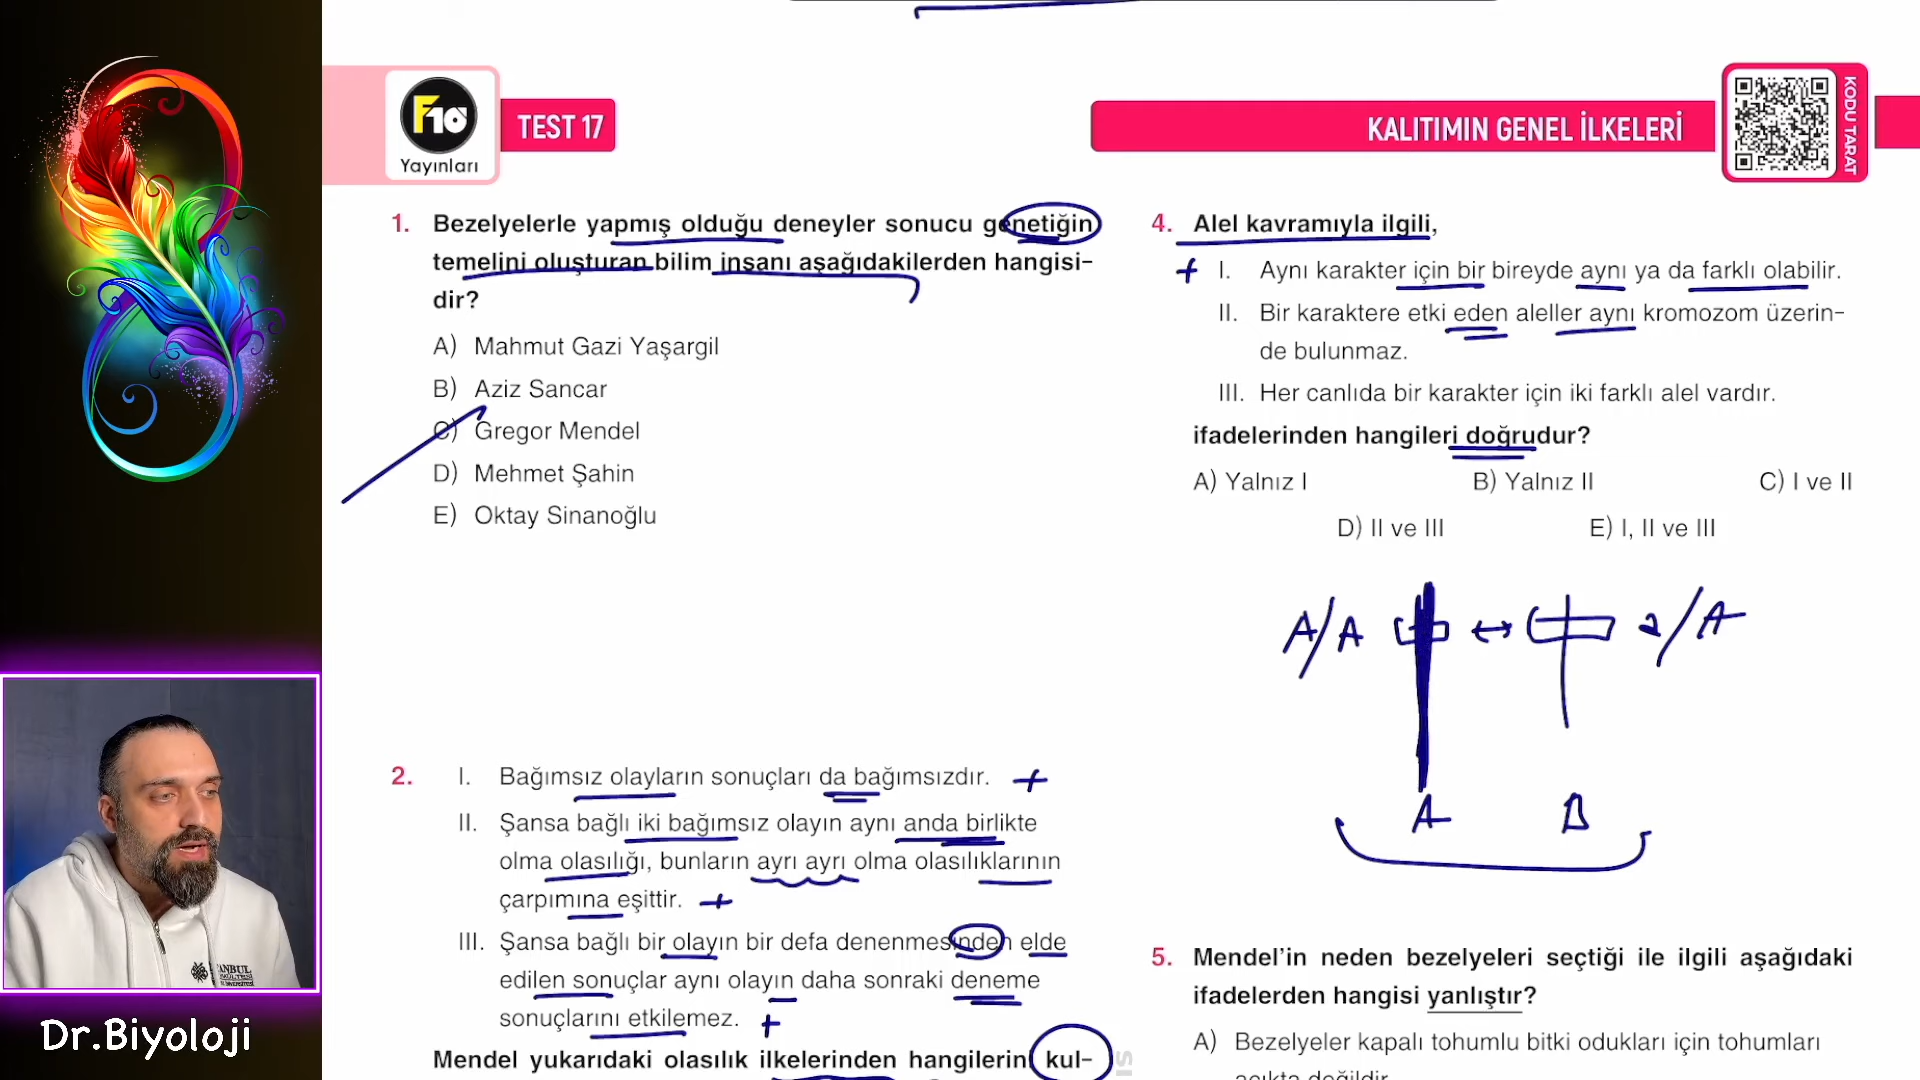 F10
Yayınları
TEST 17
KALITIMIN GENEL İLKELERİ
KODU TARAT
1. Bezelyelerle yapmış olduğu deneyler sonucu genetiğin
temelini oluşturan bilim insanı aşağıdakilerden hangisi-
dir?
A) Mahmut Gazi Yaşargil
B) Aziz Sancar
C) Gregor Mendel
D) Mehmet Şahin
E) Oktay Sinanoğlu
2. I. Bağımsız olayların sonuçları da bağımsızdır. +
II. Şansa bağlı iki bağımsız olayın aynı anda birlikte
olma olasılığı, bunların ayrı ayrı olma olasılıklarının
çarpımına eşittir. +
III. Şansa bağlı bir olayın bir defa denenmesinden elde
edilen sonuçlar aynı olayın daha sonraki deneme
sonuçlarını etkilemez. +
Mendel yukarıdaki olasılık ilkelerinden hangilerini kul-
4. Alel kavramıyla ilgili,
+ I. Aynı karakter için bir bireyde aynı ya da farklı olabilir.
II. Bir karaktere etki eden aleller aynı kromozom üzerin-
de bulunmaz.
III. Her canlıda bir karakter için iki farklı alel vardır.
ifadelerinden hangileri doğrudur?
A) Yalnız I B) Yalnız II C) I ve II
D) II ve III E) I, II ve III
A/A a/A
A B
5. Mendel'in neden bezelyeleri seçtiği ile ilgili aşağıdaki
ifadelerden hangisi yanlıştır?
A) Bezelyeler kapalı tohumlu bitki odukları için tohumları
açıkta değildir.
Dr.Biyoloji